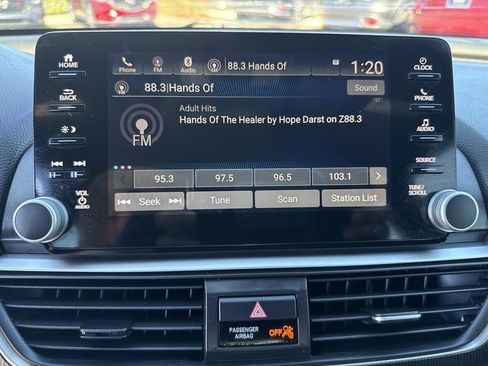 HOME
Phone FM Audio 88.3 Hands Of 1:20
CLOCK
BACK
88.3|Hands Of Sound
PHONE
Adult Hits
Hands Of The Healer by Hope Darst on Z88.3
FM
AUDIO
SOURCE
95.3 97.5 96.5 103.1
VOL
AUDIO
Seek Tune Scan Station List
TUNE/
SCROLL
PASSENGER
AIRBAG OFF